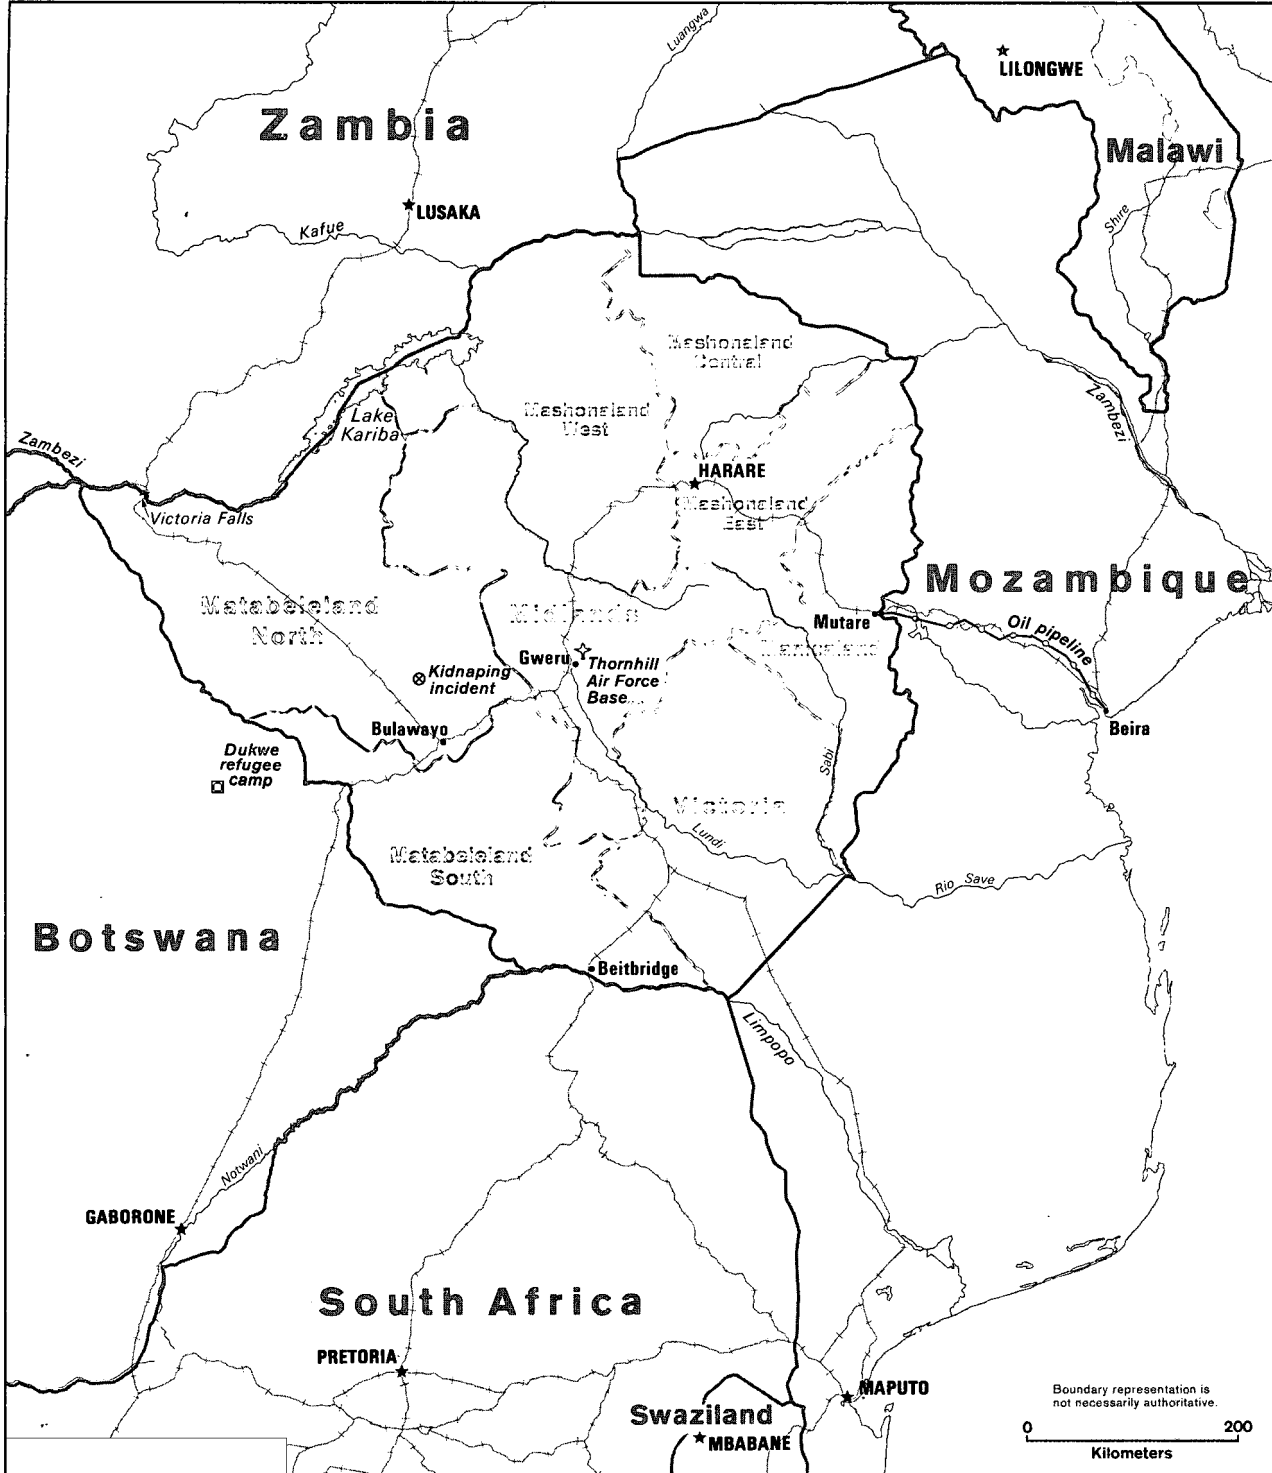 Luangwa
LILONGWE
Zambia
Malawi
LUSAKA
Kafue
Shire
Mashonaland
Central
Mashonaland
West
Lake
Kariba
Zambezi
Zambezi
HARARE
Mashonaland
East
Victoria Falls
Mozambique
Matabeleland
North
Midlands
Mutare
Oil pipeline
Manicaland
Gweru
Thornhill
Air Force
Base
Kidnaping
incident
Bulawayo
Beira
Dukwe
refugee
camp
Sabi
Victoria
Lundi
Matabeleland
South
Rio Save
Botswana
Beitbridge
Limpopo
Notwani
GABORONE
South Africa
PRETORIA
MAPUTO
Swaziland
MBABANE
Boundary representation is
not necessarily authoritative.
0 200
Kilometers